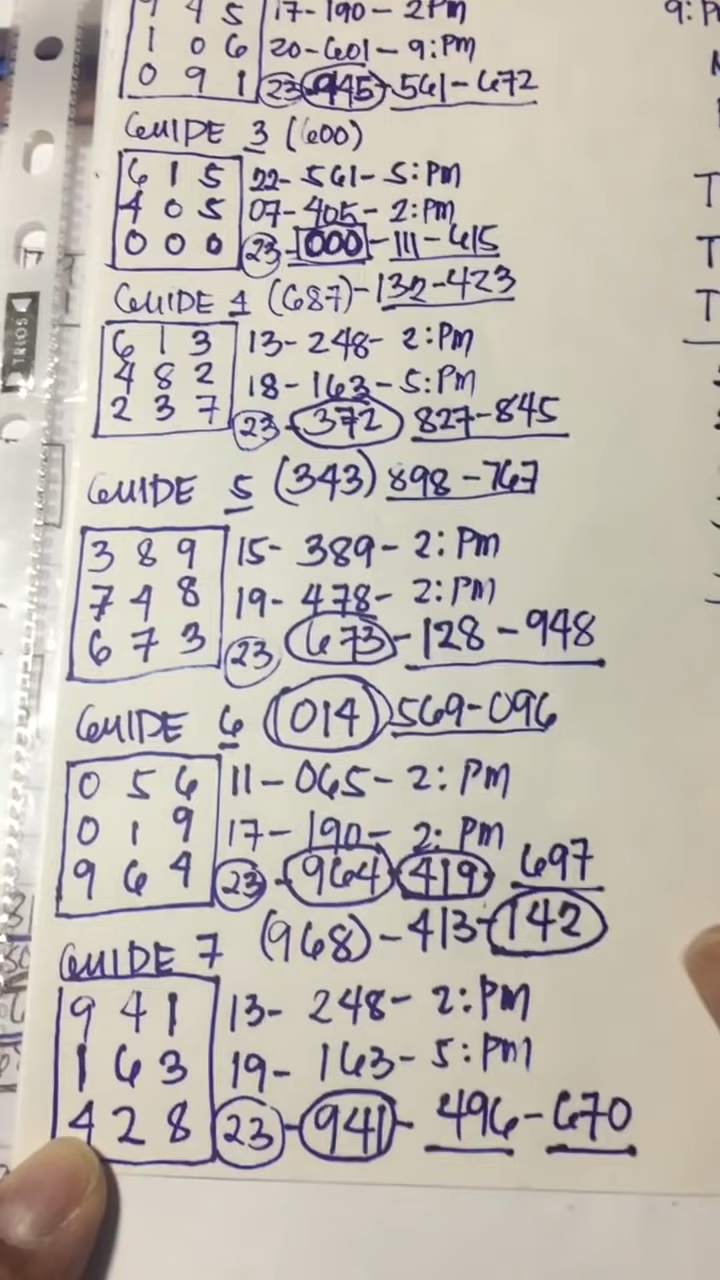 9 4 5 17-190- 2PM
1 0 6 20-601-9:PM
0 9 1 23 945-561-672
GUIDE 3 (600)
6 1 5 22-561-5:PM
4 0 5 07-405-2:PM
0 0 0 23-000-111-615
GUIDE 4 (687)-132-423
6 1 3 13-248-2:PM
4 8 2 18-163-5:PM
2 3 7 23-372 827-845
GUIDE 5 (343) 898-767
3 8 9 15-389-2:PM
7 4 8 19-478-2:PM
6 7 3 23 673-128-948
GUIDE 6 (014) 569-096
0 5 6 11-065-2:PM
0 1 9 17-190-2:PM
9 6 4 23-964 419 697
GUIDE 7 (968)-413-142
9 4 1 13-248-2:PM
1 6 3 19-163-5:PM
4 2 8 23-941-496-670
TRIOS